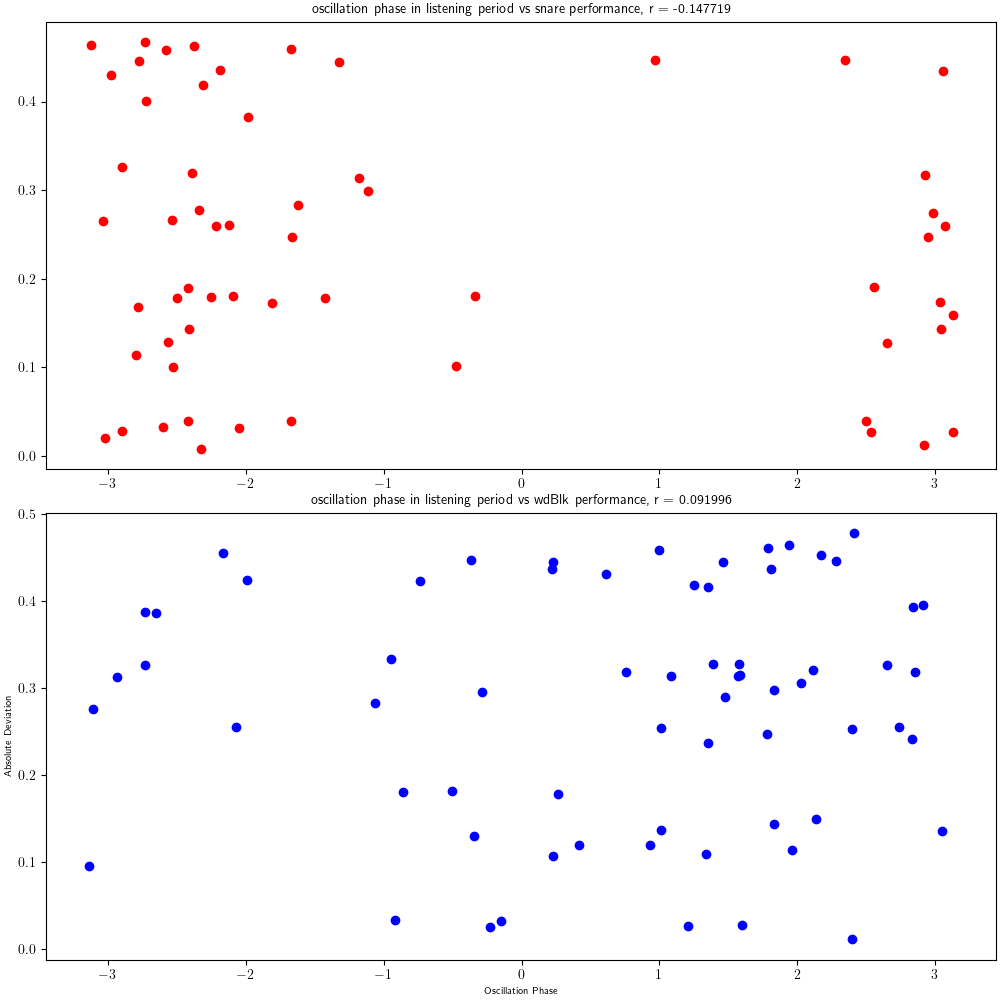 oscillation phase in listening period vs snare performance, r = -0.147719
0.4
0.3
0.2
0.1
0.0
−3 −2 −1 0 1 2 3
oscillation phase in listening period vs wdBlk performance, r = 0.091996
0.5
0.4
0.3
0.2
0.1
0.0
Absolute Deviation
−3 −2 −1 0 1 2 3
Oscillation Phase